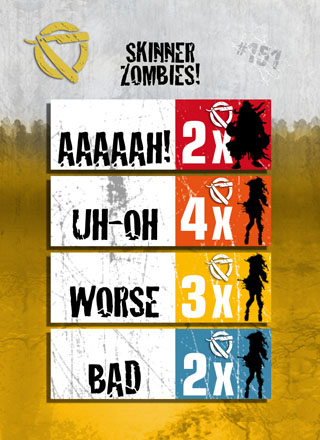 SKINNER
ZOMBIES!
#151
AAAAAH! 2X
UH-OH 4X
WORSE 3X
BAD 2X